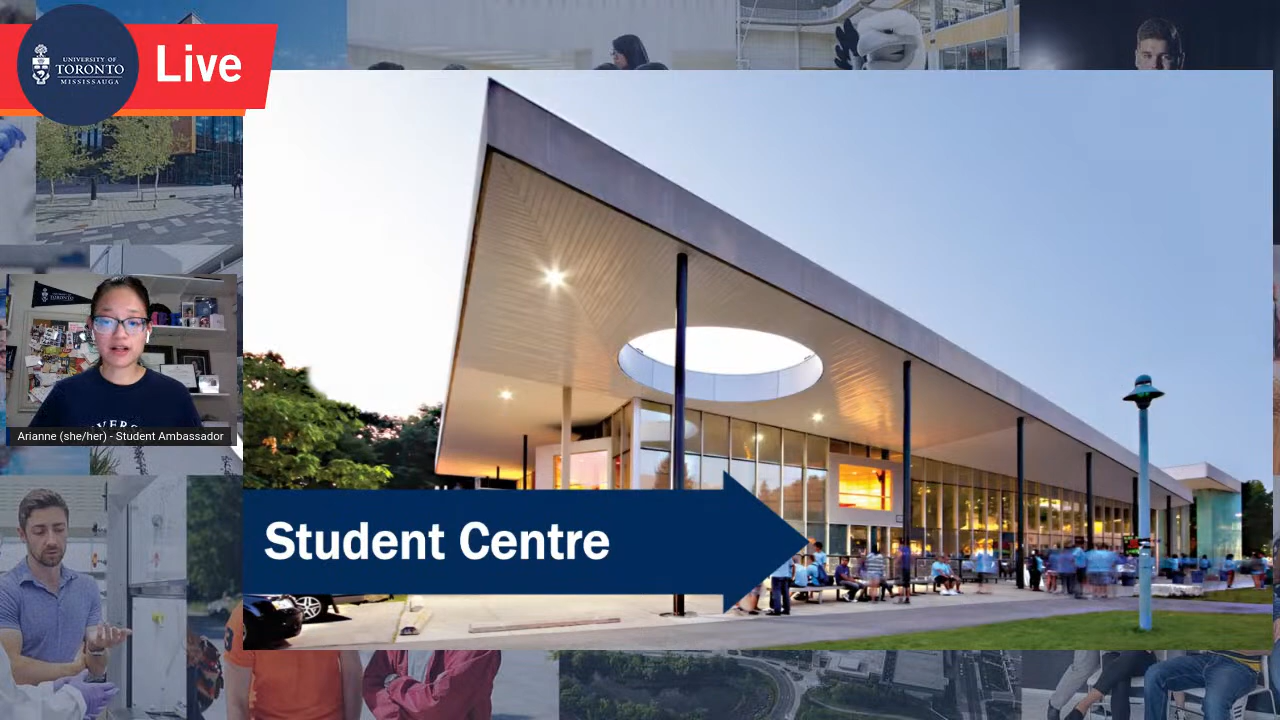 UNIVERSITY OF
TORONTO
MISSISSAUGA
Live
Arianne (she/her) - Student Ambassador
Student Centre